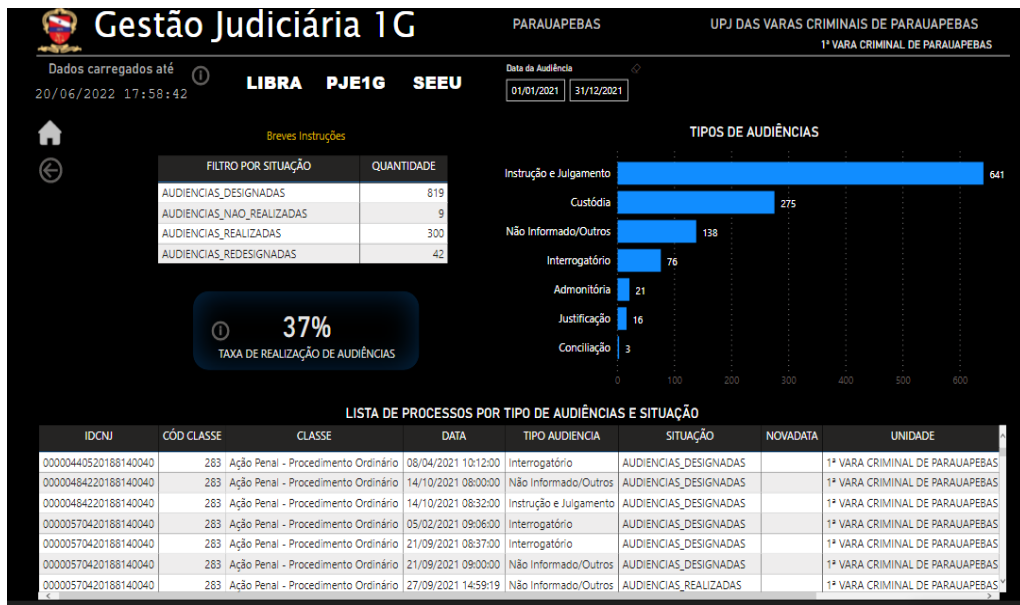 Gestão Judiciária 1G
PARAUAPEBAS
UPJ DAS VARAS CRIMINAIS DE PARAUAPEBAS
1ª VARA CRIMINAL DE PARAUAPEBAS
Dados carregados até
20/06/2022 17:58:42
LIBRA PJE1G SEEU
Data da Audiência
01/01/2021 31/12/2021
Breves Instruções
FILTRO POR SITUAÇÃO QUANTIDADE
AUDIENCIAS_DESIGNADAS 819
AUDIENCIAS_NAO_REALIZADAS 9
AUDIENCIAS_REALIZADAS 300
AUDIENCIAS_REDESIGNADAS 42
37%
TAXA DE REALIZAÇÃO DE AUDIÊNCIAS
TIPOS DE AUDIÊNCIAS
Instrução e Julgamento 641
Custódia 275
Não Informado/Outros 138
Interrogatório 76
Admonitória 21
Justificação 16
Conciliação 3
0 100 200 300 400 500 600
LISTA DE PROCESSOS POR TIPO DE AUDIÊNCIAS E SITUAÇÃO
IDCNJ CÓD CLASSE CLASSE DATA TIPO AUDIENCIA SITUAÇÃO NOVADATA UNIDADE
00000440520188140040 283 Ação Penal - Procedimento Ordinário 08/04/2021 10:12:00 Interrogatório AUDIENCIAS_DESIGNADAS 1ª VARA CRIMINAL DE PARAUAPEBAS
00000484220188140040 283 Ação Penal - Procedimento Ordinário 14/10/2021 08:00:00 Não Informado/Outros AUDIENCIAS_DESIGNADAS 1ª VARA CRIMINAL DE PARAUAPEBAS
00000484220188140040 283 Ação Penal - Procedimento Ordinário 14/10/2021 08:32:00 Instrução e Julgamento AUDIENCIAS_DESIGNADAS 1ª VARA CRIMINAL DE PARAUAPEBAS
00000570420188140040 283 Ação Penal - Procedimento Ordinário 05/02/2021 09:06:00 Interrogatório AUDIENCIAS_DESIGNADAS 1ª VARA CRIMINAL DE PARAUAPEBAS
00000570420188140040 283 Ação Penal - Procedimento Ordinário 21/09/2021 08:37:00 Interrogatório AUDIENCIAS_DESIGNADAS 1ª VARA CRIMINAL DE PARAUAPEBAS
00000570420188140040 283 Ação Penal - Procedimento Ordinário 21/09/2021 09:00:00 Não Informado/Outros AUDIENCIAS_DESIGNADAS 1ª VARA CRIMINAL DE PARAUAPEBAS
00000570420188140040 283 Ação Penal - Procedimento Ordinário 27/09/2021 14:59:19 Não Informado/Outros AUDIENCIAS_REALIZADAS 1ª VARA CRIMINAL DE PARAUAPEBAS